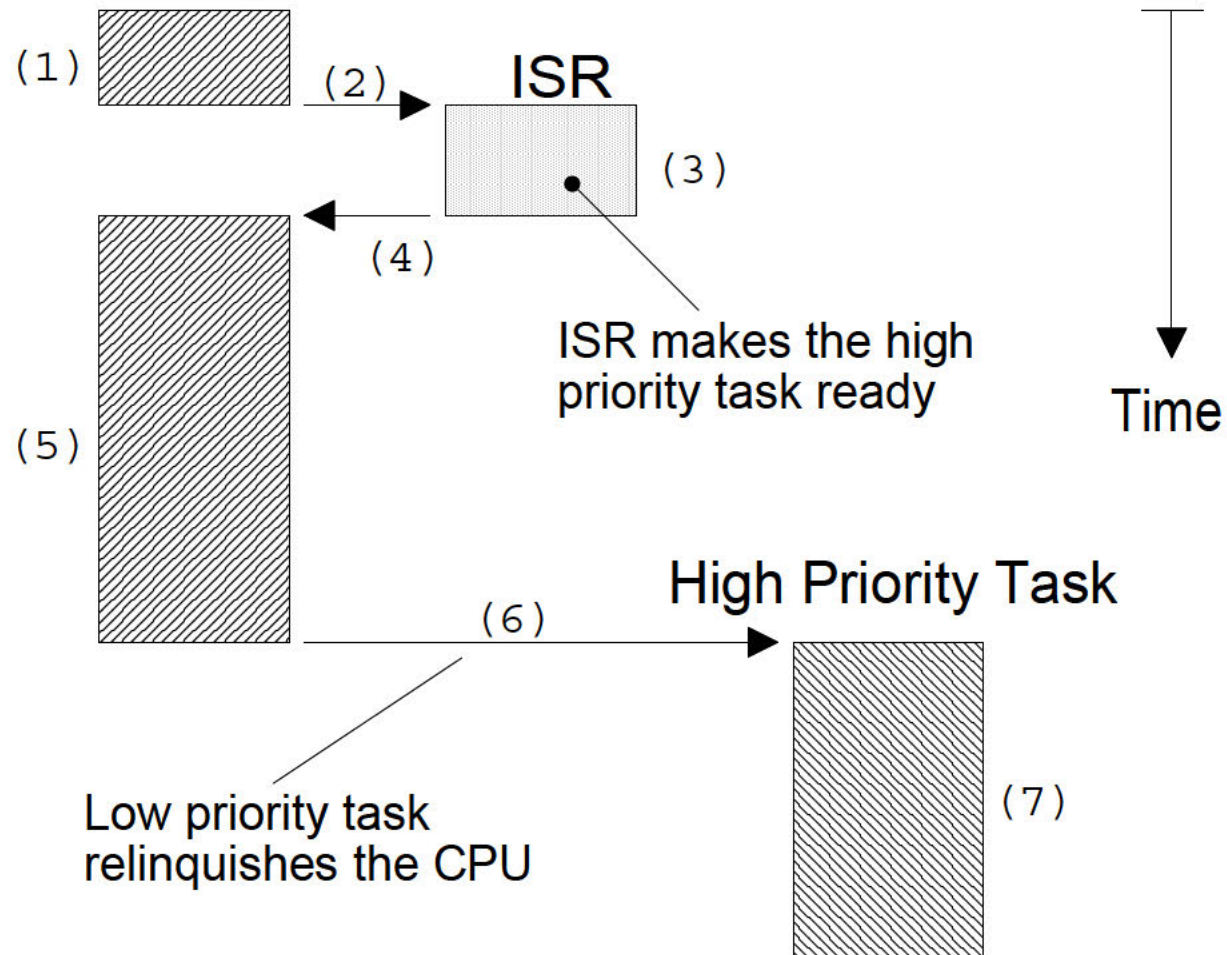 (1)
(2)
ISR
(3)
(4)
ISR makes the high
priority task ready
Time
(5)
High Priority Task
(6)
Low priority task
relinquishes the CPU
(7)